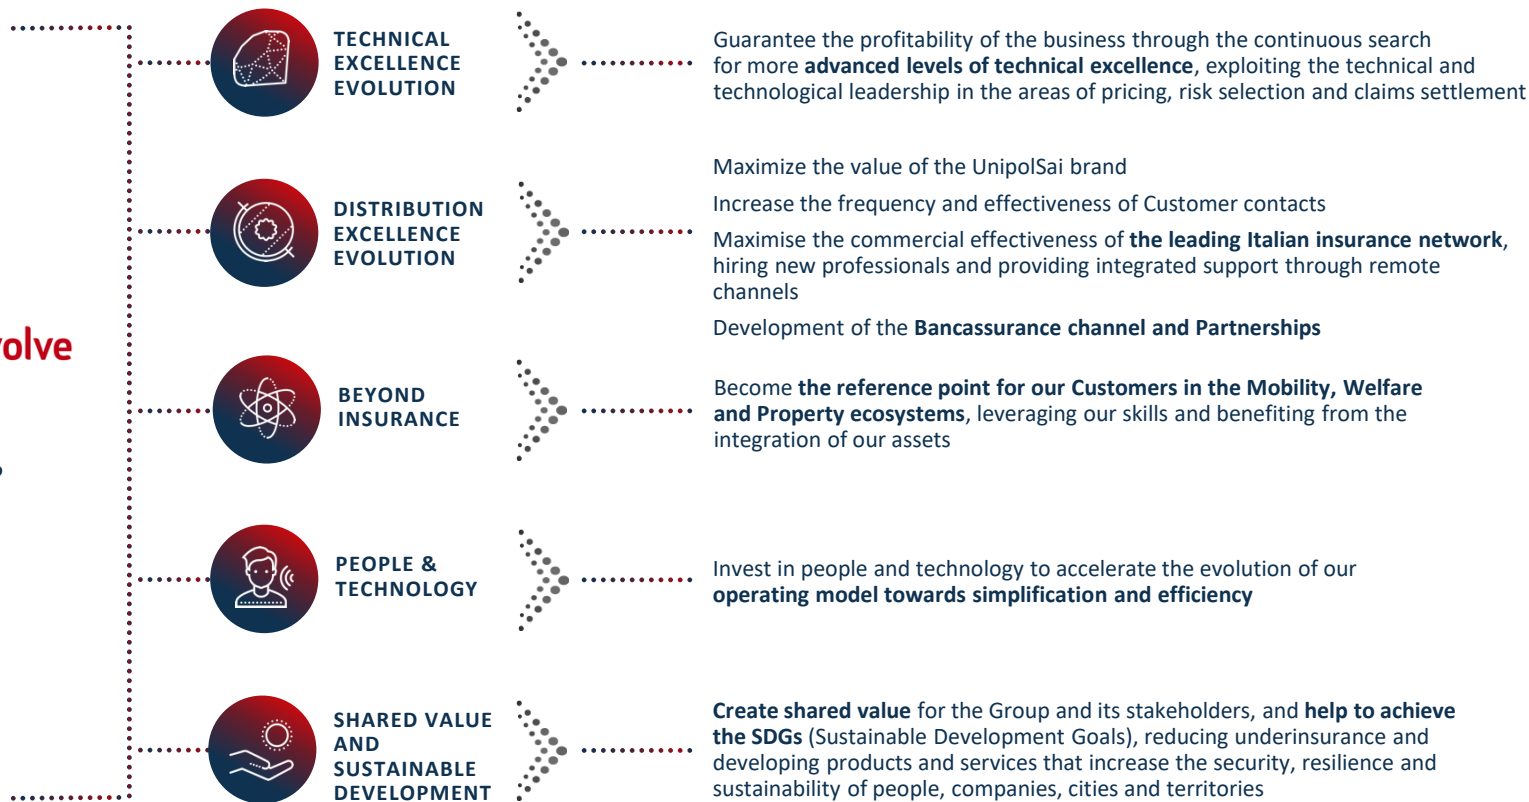 TECHNICAL
EXCELLENCE
EVOLUTION
Guarantee the profitability of the business through the continuous search
for more advanced levels of technical excellence, exploiting the technical and
technological leadership in the areas of pricing, risk selection and claims settlement
DISTRIBUTION
EXCELLENCE
EVOLUTION
Maximize the value of the UnipolSai brand
Increase the frequency and effectiveness of Customer contacts
Maximise the commercial effectiveness of the leading Italian insurance network,
hiring new professionals and providing integrated support through remote
channels
Development of the Bancassurance channel and Partnerships
BEYOND
INSURANCE
Become the reference point for our Customers in the Mobility, Welfare
and Property ecosystems, leveraging our skills and benefiting from the
integration of our assets
PEOPLE &
TECHNOLOGY
Invest in people and technology to accelerate the evolution of our
operating model towards simplification and efficiency
SHARED VALUE
AND
SUSTAINABLE
DEVELOPMENT
Create shared value for the Group and its stakeholders, and help to achieve
the SDGs (Sustainable Development Goals), reducing underinsurance and
developing products and services that increase the security, resilience and
sustainability of people, companies, cities and territories